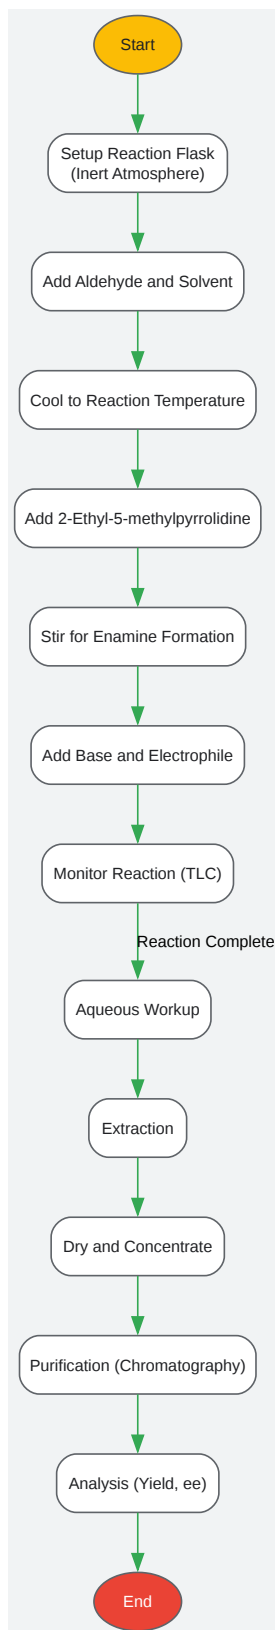 Start
Setup Reaction Flask
(Inert Atmosphere)
Add Aldehyde and Solvent
Cool to Reaction Temperature
Add 2-Ethyl-5-methylpyrrolidine
Stir for Enamine Formation
Add Base and Electrophile
Monitor Reaction (TLC)
Reaction Complete
Aqueous Workup
Extraction
Dry and Concentrate
Purification (Chromatography)
Analysis (Yield, ee)
End